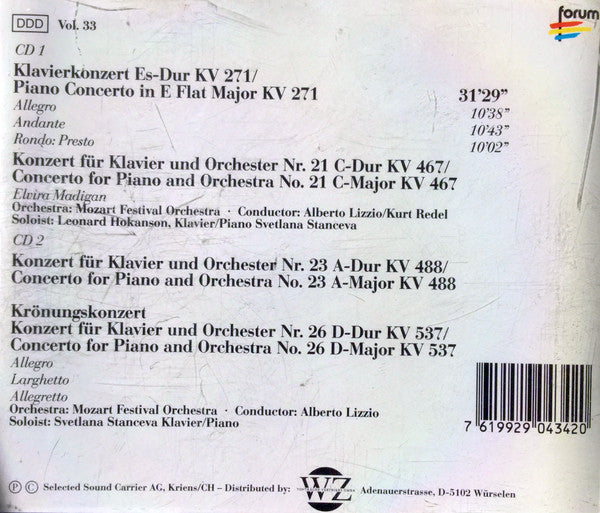 DDD Vol. 33
forum
CD 1
Klavierkonzert Es-Dur KV 271/
Piano Concerto in E Flat Major KV 271 31’29”
Allegro 10’38”
Andante 10’43”
Rondo: Presto 10’02”
Konzert für Klavier und Orchester Nr. 21 C-Dur KV 467/
Concerto for Piano and Orchestra No. 21 C-Major KV 467
Elvira Madigan
Orchestra: Mozart Festival Orchestra · Conductor: Alberto Lizzio/Kurt Redel
Soloist: Leonard Hokanson, Klavier/Piano Svetlana Stanceva
CD 2
Konzert für Klavier und Orchester Nr. 23 A-Dur KV 488/
Concerto for Piano and Orchestra No. 23 A-Major KV 488
Krönungskonzert
Konzert für Klavier und Orchester Nr. 26 D-Dur KV 537/
Concerto for Piano and Orchestra No. 26 D-Major KV 537
Allegro
Larghetto
Allegretto
Orchestra: Mozart Festival Orchestra · Conductor: Alberto Lizzio
Soloist: Svetlana Stanceva Klavier/Piano
7 619929 043420
Ⓟ Ⓒ Selected Sound Carrier AG, Kriens/CH – Distributed by: WZ Adenauerstrasse, D-5102 Würselen